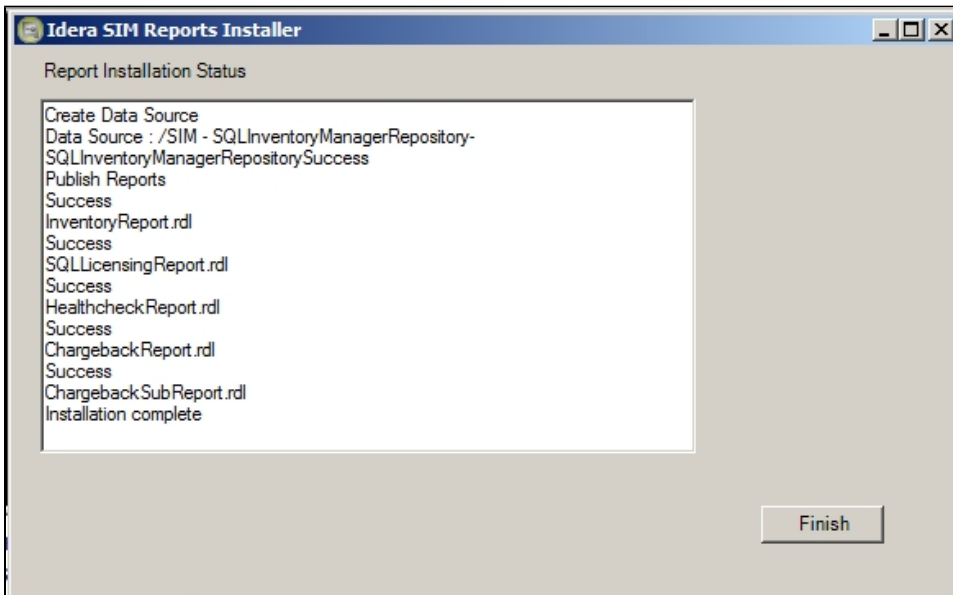 Idera SIM Reports Installer
Report Installation Status
Create Data Source
Data Source : /SIM - SQLInventoryManagerRepository-
SQLInventoryManagerRepositorySuccess
Publish Reports
Success
InventoryReport.rdl
Success
SQLLicensingReport.rdl
Success
HealthcheckReport.rdl
Success
ChargebackReport.rdl
Success
ChargebackSubReport.rdl
Installation complete
Finish